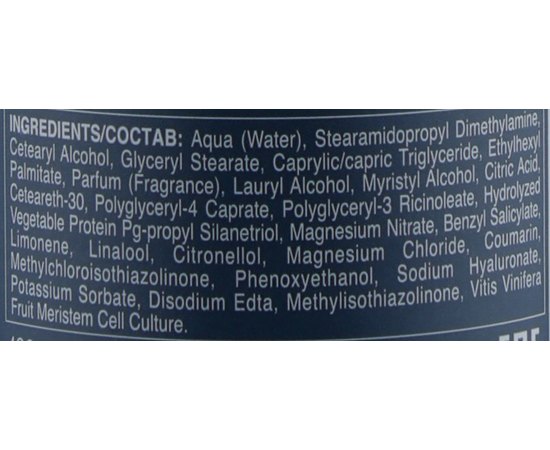 INGREDIENTS/СОСТАВ: Aqua (Water), Stearamidopropyl Dimethylamine,
Cetearyl Alcohol, Glyceryl Stearate, Caprylic/capric Triglyceride, Ethylhexyl
Palmitate, Parfum (Fragrance), Lauryl Alcohol, Myristyl Alcohol, Citric Acid,
Ceteareth-30, Polyglyceryl-4 Caprate, Polyglyceryl-3 Ricinoleate, Hydrolyzed
Vegetable Protein Pg-propyl Silanetriol, Magnesium Nitrate, Benzyl Salicylate,
Limonene, Linalool, Citronellol, Magnesium Chloride, Coumarin,
Methylchloroisothiazolinone, Phenoxyethanol, Sodium Hyaluronate,
Potassium Sorbate, Disodium Edta, Methylisothiazolinone, Vitis Vinifera
Fruit Meristem Cell Culture.